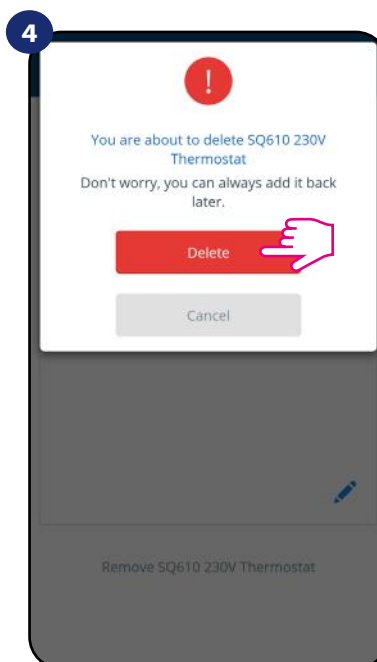 4
!
You are about to delete SQ610 230V
Thermostat
Don't worry, you can always add it back
later.
Delete
Cancel
Remove SQ610 230V Thermostat